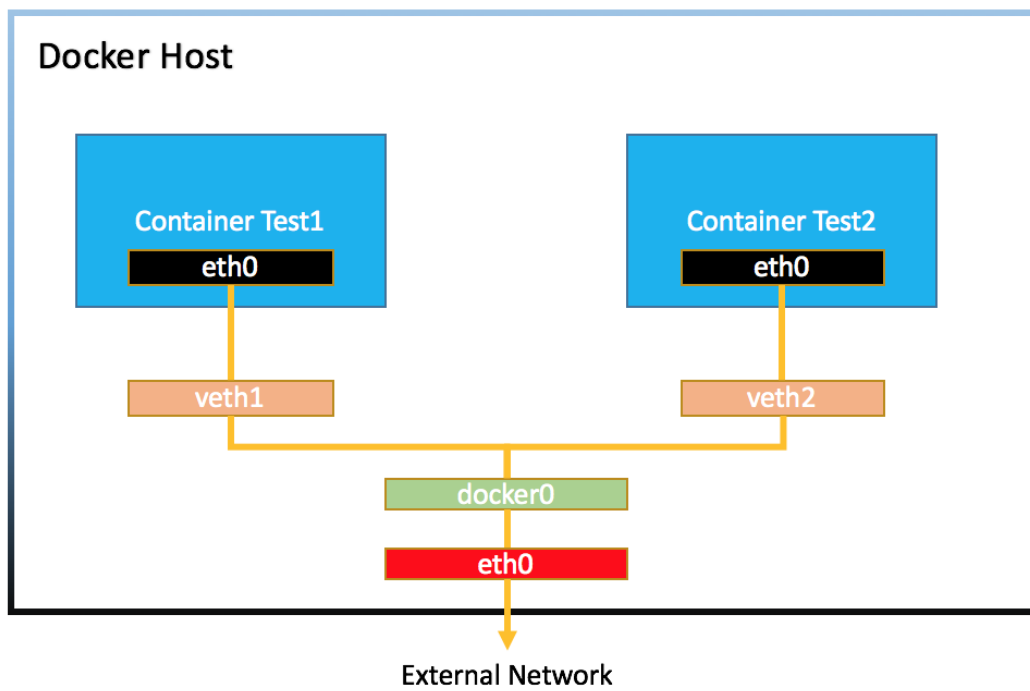 Docker Host
Container Test1
eth0
Container Test2
eth0
veth1
veth2
docker0
eth0
External Network